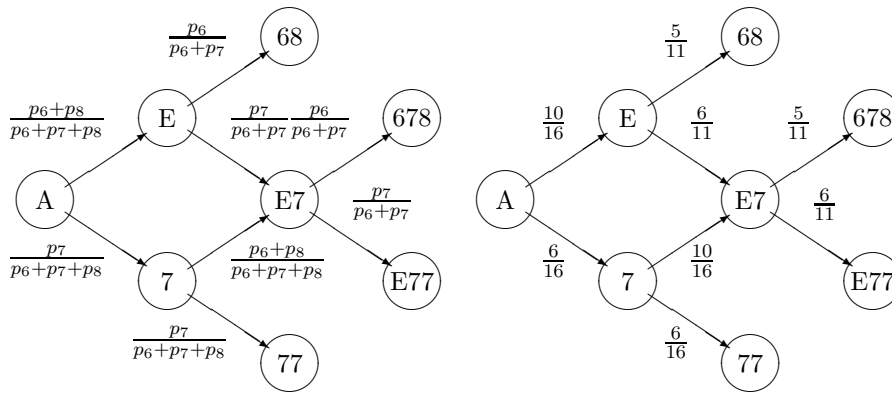 p₆/(p₆+p₇)
68
5/11
68
(p₆+p₈)/(p₆+p₇+p₈)
E
p₇/(p₆+p₇)
p₆/(p₆+p₇)
678
10/16
E
6/11
5/11
678
A
E7
p₇/(p₆+p₇)
A
E7
6/11
p₇/(p₆+p₇+p₈)
7
(p₆+p₈)/(p₆+p₇+p₈)
E77
6/16
7
10/16
E77
p₇/(p₆+p₇+p₈)
77
6/16
77